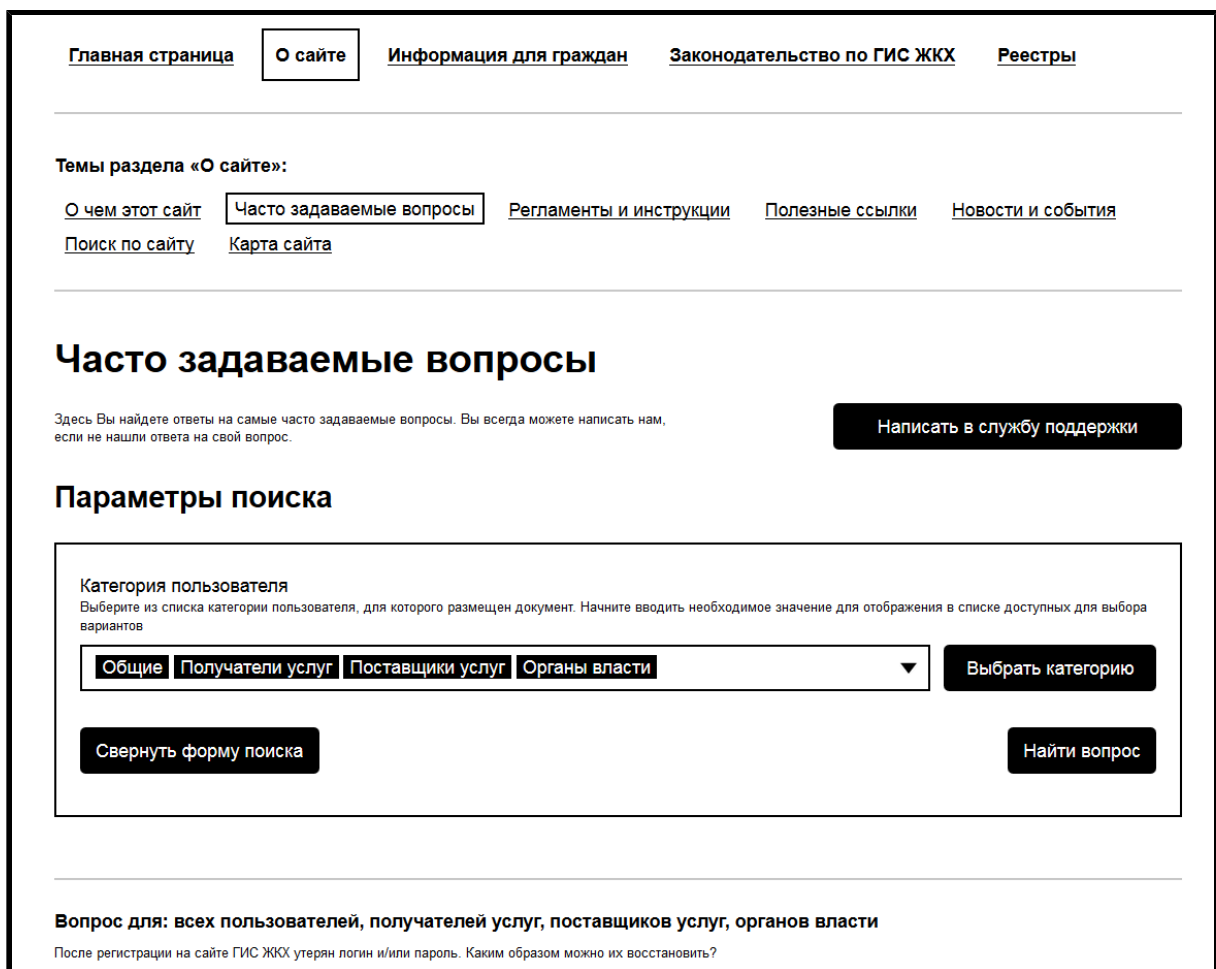 Главная страница О сайте Информация для граждан Законодательство по ГИС ЖКХ Реестры
Темы раздела «О сайте»:
О чем этот сайт Часто задаваемые вопросы Регламенты и инструкции Полезные ссылки Новости и события
Поиск по сайту Карта сайта
Часто задаваемые вопросы
Здесь Вы найдете ответы на самые часто задаваемые вопросы. Вы всегда можете написать нам,
если не нашли ответа на свой вопрос.
Написать в службу поддержки
Параметры поиска
Категория пользователя
Выберите из списка категории пользователя, для которого размещен документ. Начните вводить необходимое значение для отображения в списке доступных для выбора
вариантов
Общие Получатели услуг Поставщики услуг Органы власти Выбрать категорию
Свернуть форму поиска Найти вопрос
Вопрос для: всех пользователей, получателей услуг, поставщиков услуг, органов власти
После регистрации на сайте ГИС ЖКХ утерян логин и/или пароль. Каким образом можно их восстановить?